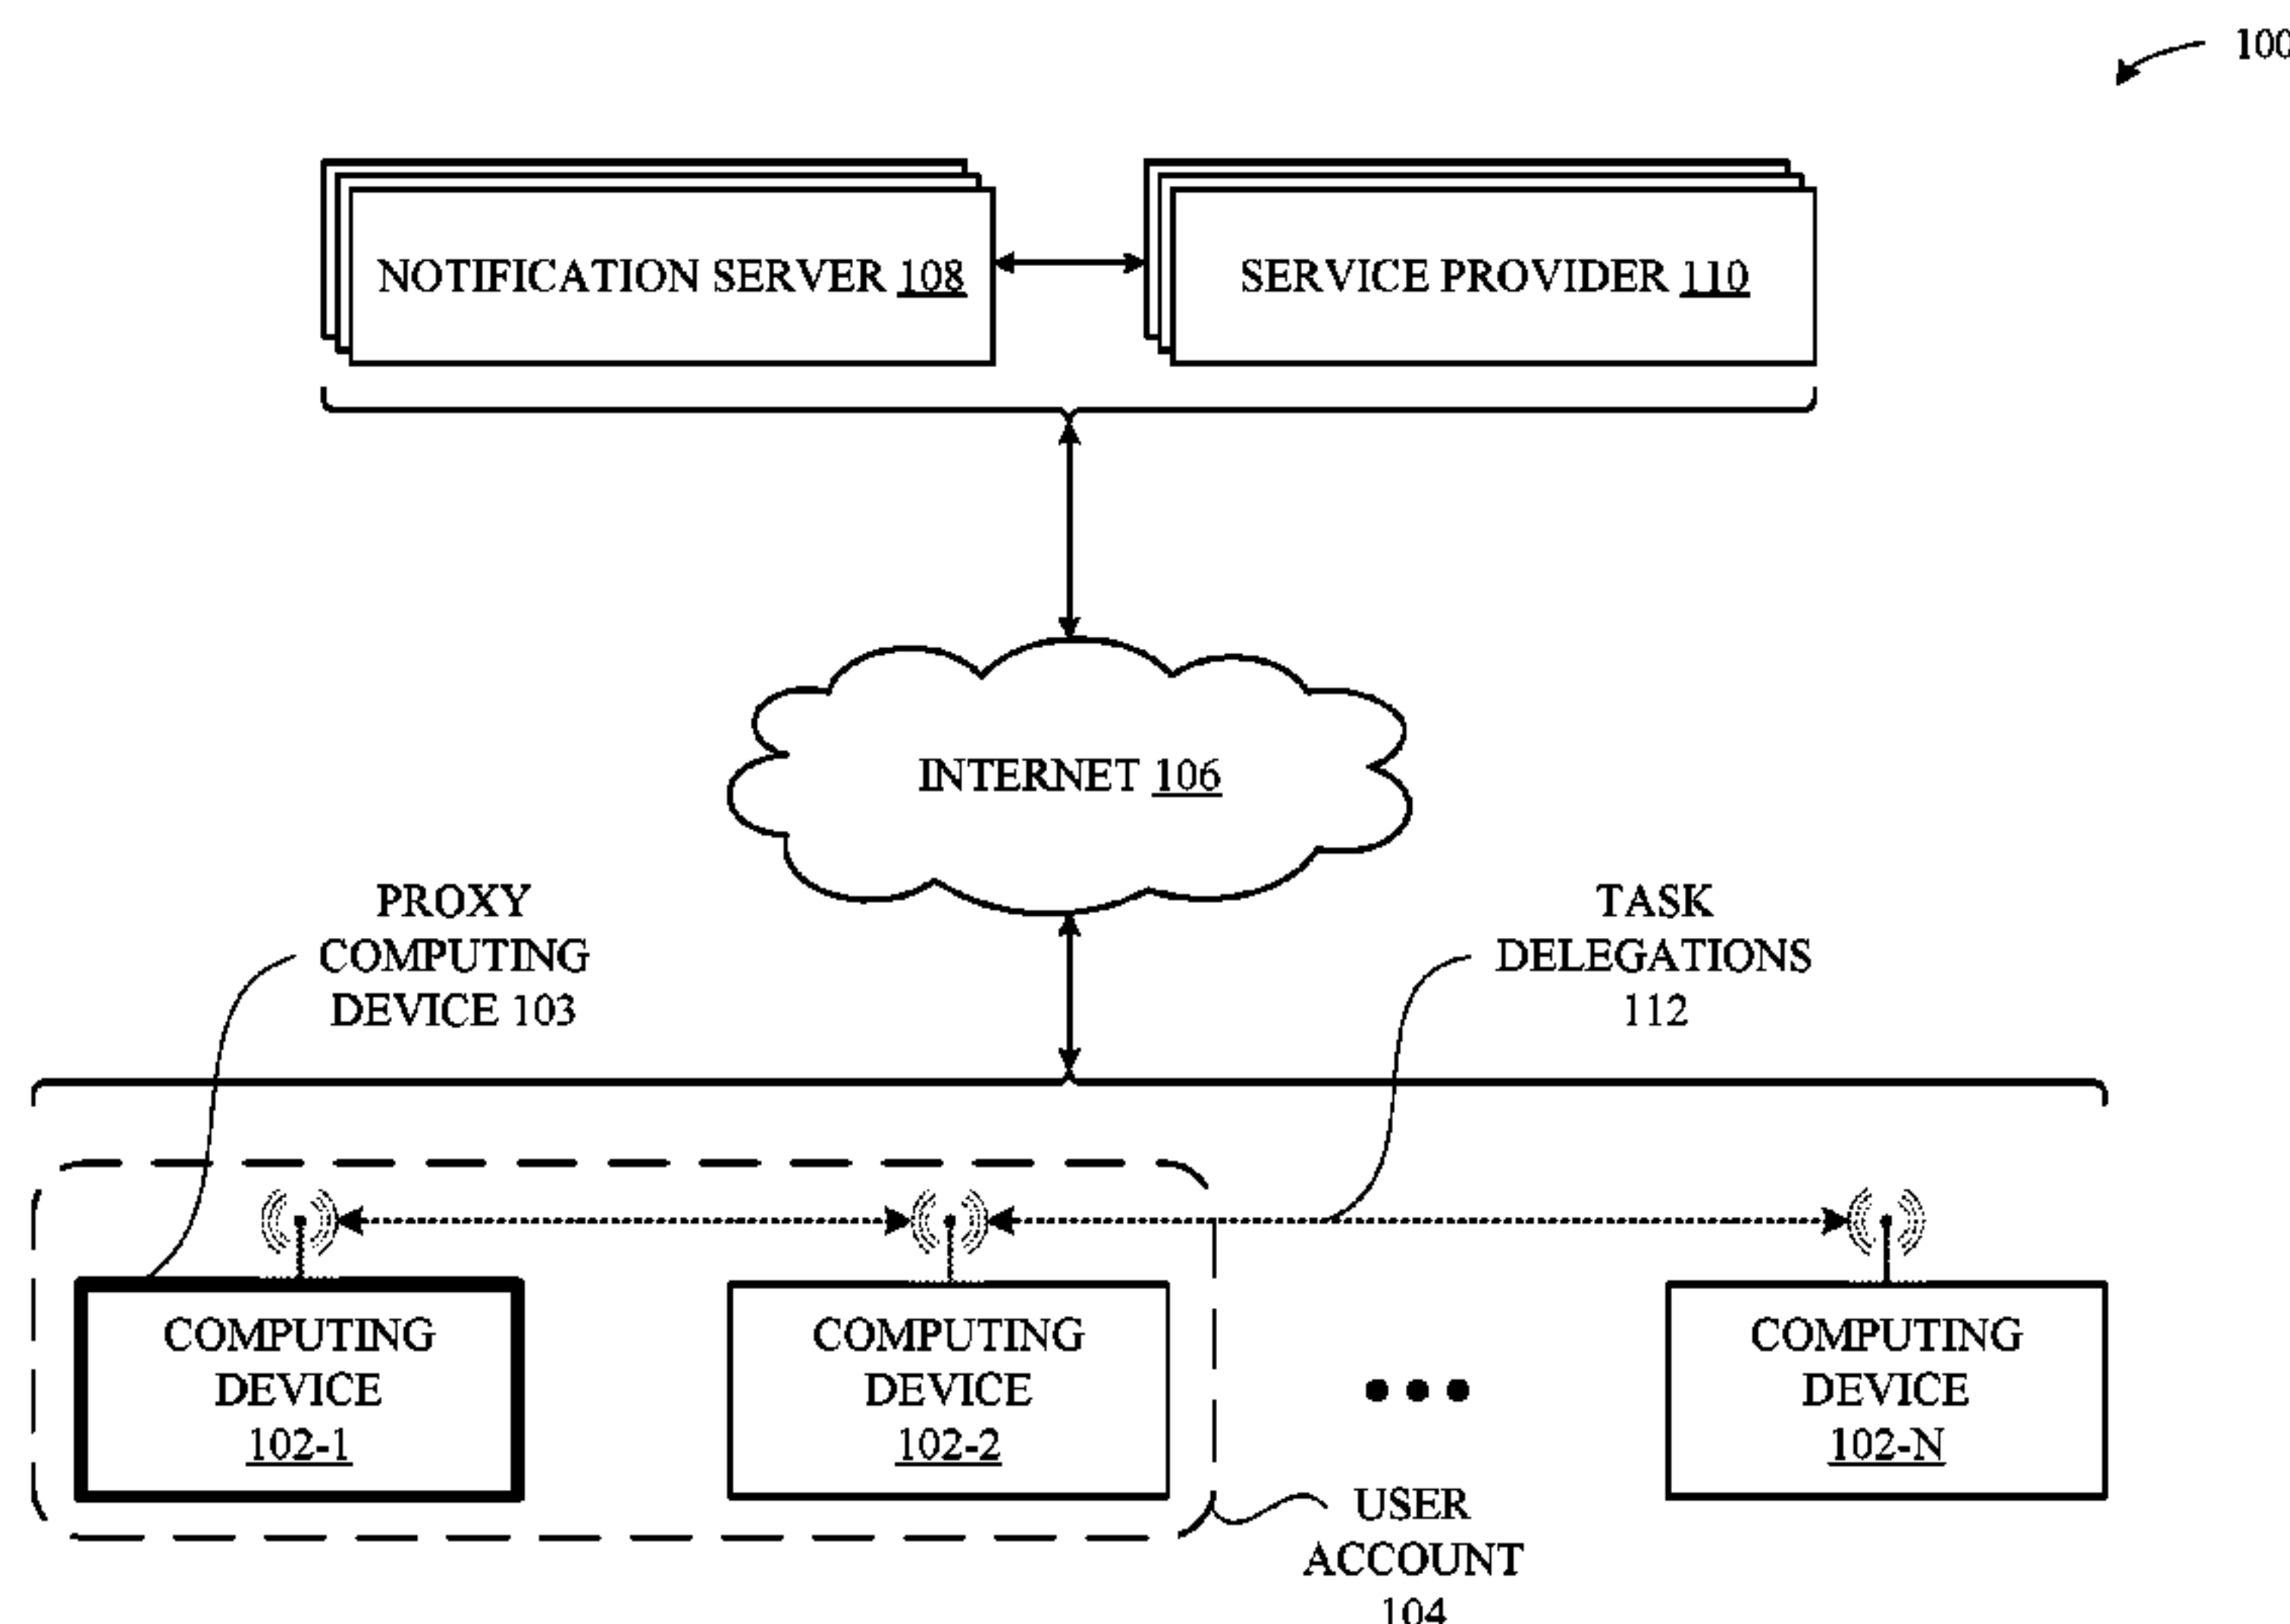 100
NOTIFICATION SERVER 108
SERVICE PROVIDER 110
INTERNET 106
PROXY
COMPUTING
DEVICE 103
TASK
DELEGATIONS
112
COMPUTING
DEVICE
102-1
COMPUTING
DEVICE
102-2
COMPUTING
DEVICE
102-N
USER
ACCOUNT
104